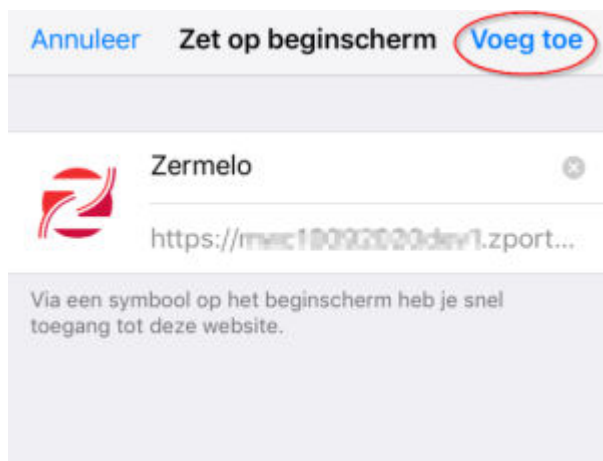 Annuleer Zet op beginscherm Voeg toe
Zermelo
https:// .zport...
Via een symbool op het beginscherm heb je snel
toegang tot deze website.